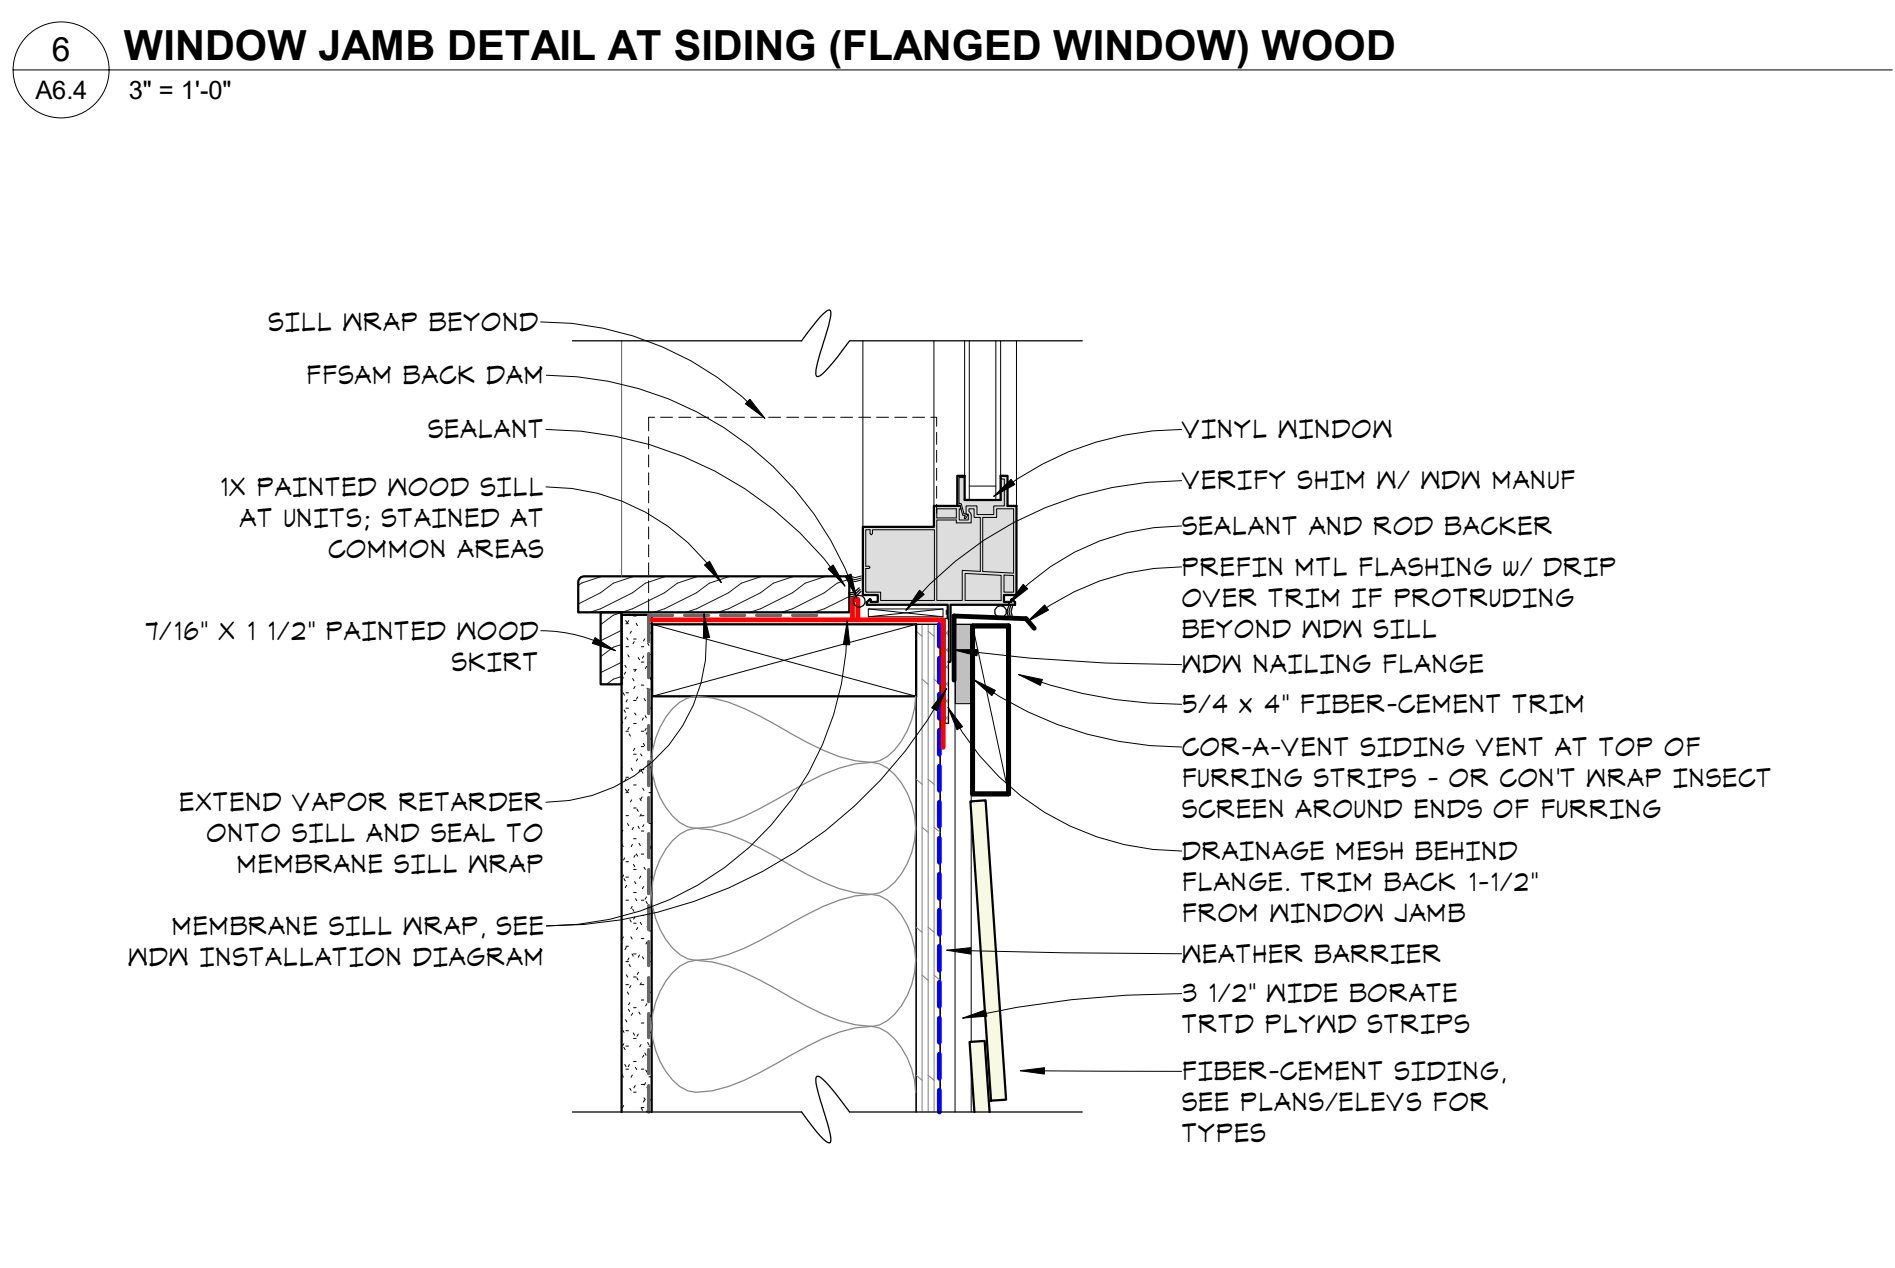 6
WINDOW JAMB DETAIL AT SIDING (FLANGED WINDOW) WOOD
A6.4
3" = 1'-0"
SILL WRAP BEYOND
FFSAM BACK DAM
SEALANT
1X PAINTED WOOD SILL
AT UNITS; STAINED AT
COMMON AREAS
7/16" X 1 1/2" PAINTED WOOD
SKIRT
EXTEND VAPOR RETARDER
ONTO SILL AND SEAL TO
MEMBRANE SILL WRAP
MEMBRANE SILL WRAP, SEE
WDW INSTALLATION DIAGRAM
VINYL WINDOW
VERIFY SHIM W/ WDW MANUF
SEALANT AND ROD BACKER
PREFIN MTL FLASHING w/ DRIP
OVER TRIM IF PROTRUDING
BEYOND WDW SILL
WDW NAILING FLANGE
5/4 x 4" FIBER-CEMENT TRIM
COR-A-VENT SIDING VENT AT TOP OF
FURRING STRIPS - OR CON'T WRAP INSECT
SCREEN AROUND ENDS OF FURRING
DRAINAGE MESH BEHIND
FLANGE. TRIM BACK 1-1/2"
FROM WINDOW JAMB
WEATHER BARRIER
3 1/2" WIDE BORATE
TRTD PLYWD STRIPS
FIBER-CEMENT SIDING,
SEE PLANS/ELEVS FOR
TYPES